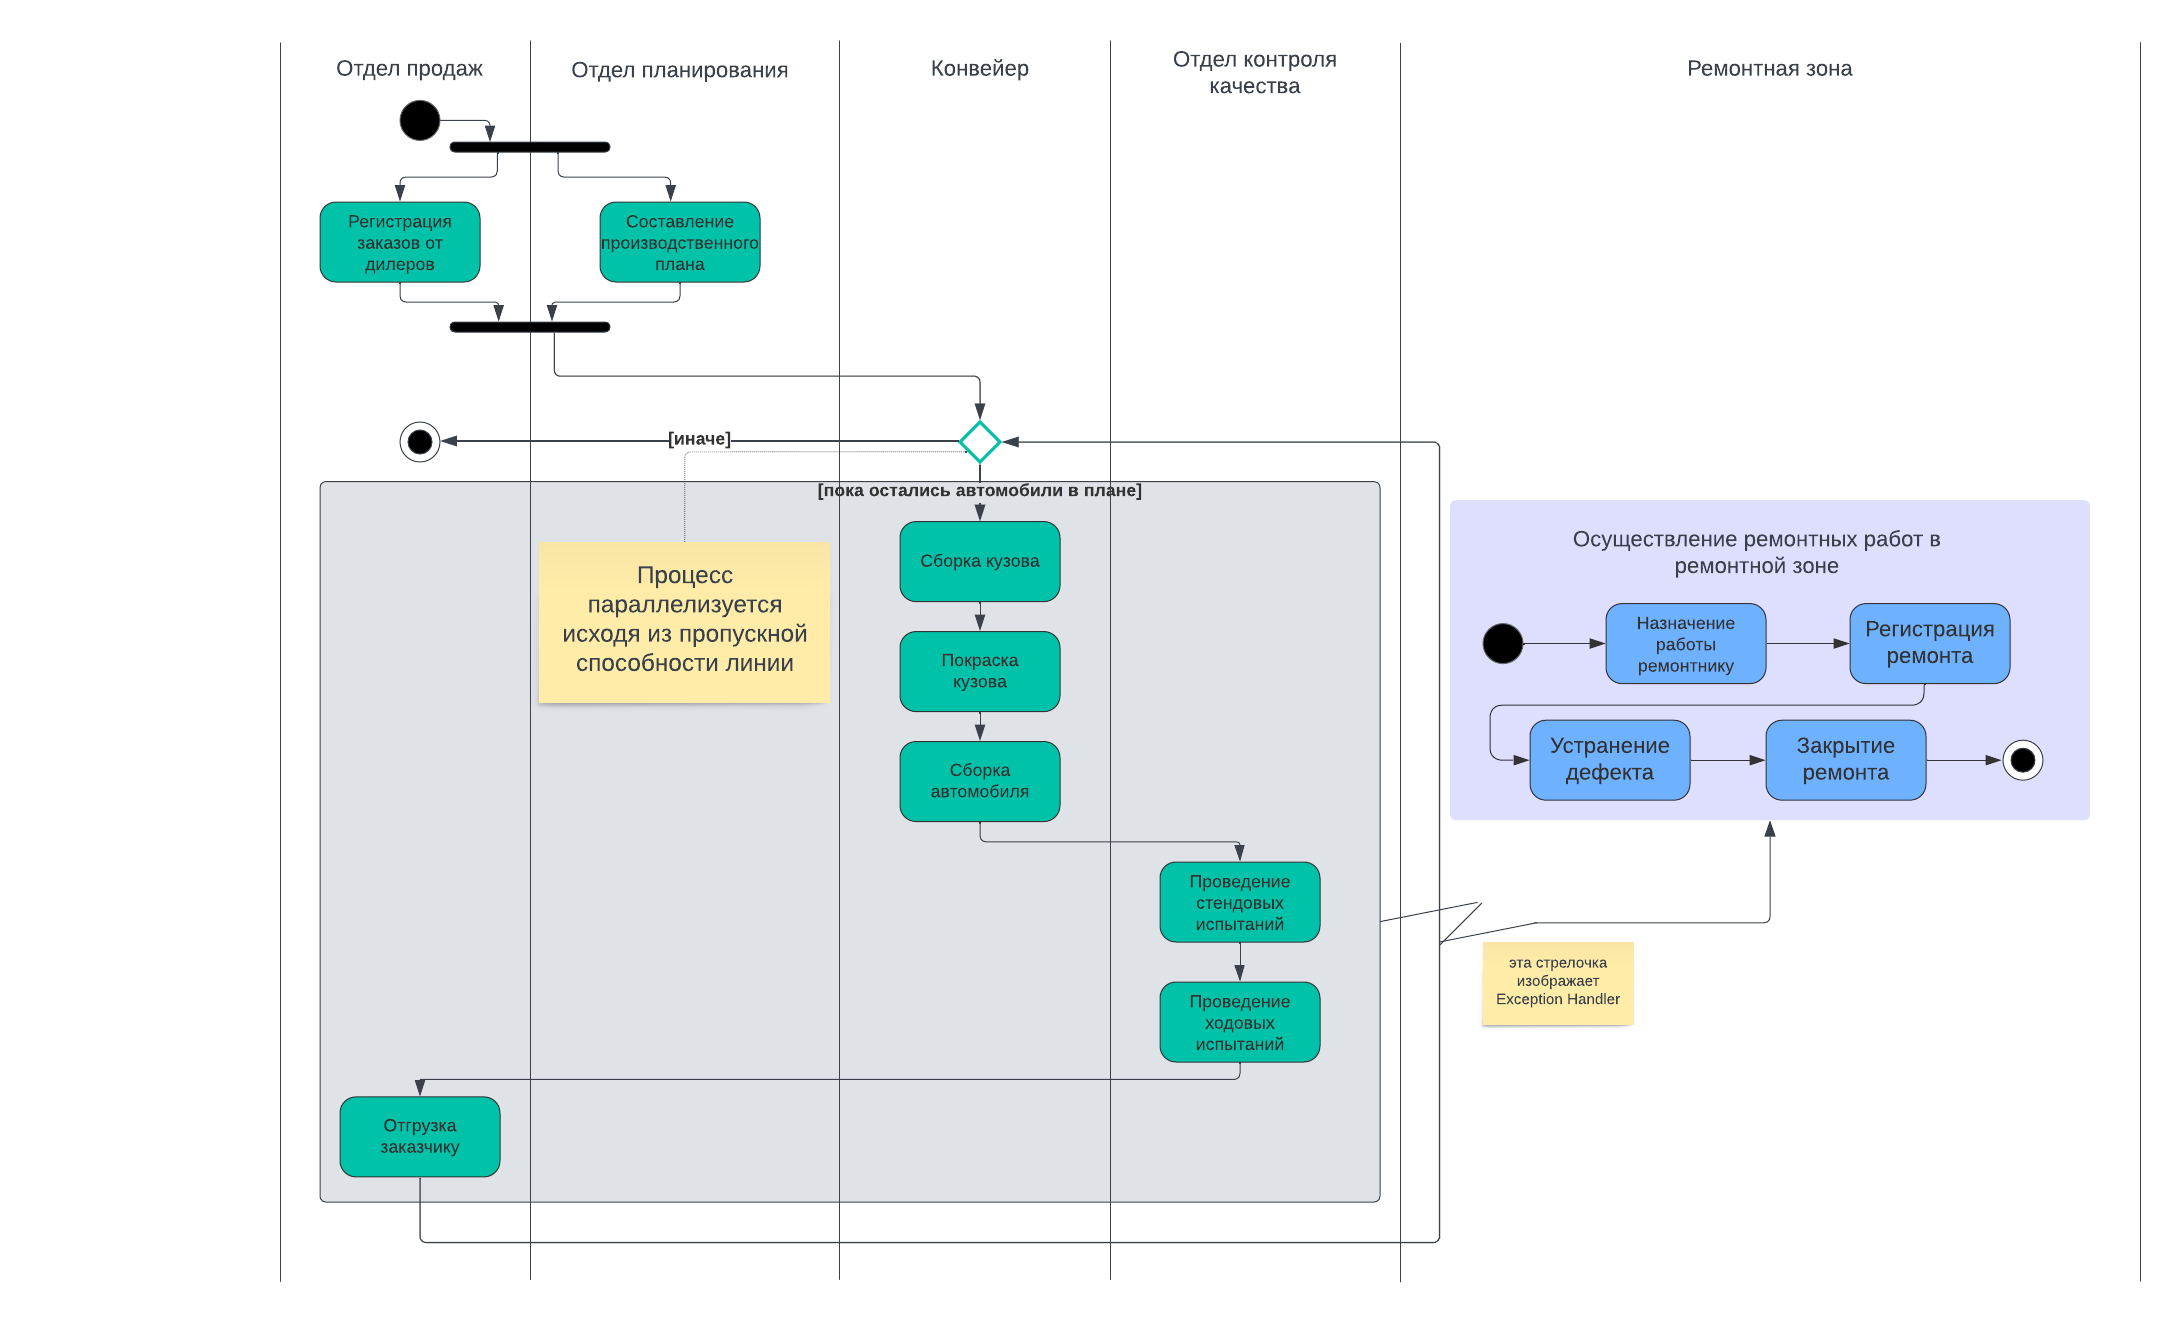 Отдел продаж
Отдел планирования
Конвейер
Отдел контроля
качества
Ремонтная зона
Регистрация
заказов от
дилеров
Составление
производственного
плана
[иначе]
[пока остались автомобили в плане]
Процесс
параллелизуется
исходя из пропускной
способности линии
Сборка кузова
Покраска
кузова
Сборка
автомобиля
Проведение
стендовых
испытаний
Проведение
ходовых
испытаний
Отгрузка
заказчику
Осуществление ремонтных работ в
ремонтной зоне
Назначение
работы
ремонтнику
Регистрация
ремонта
Устранение
дефекта
Закрытие
ремонта
эта стрелочка
изображает
Exception Handler